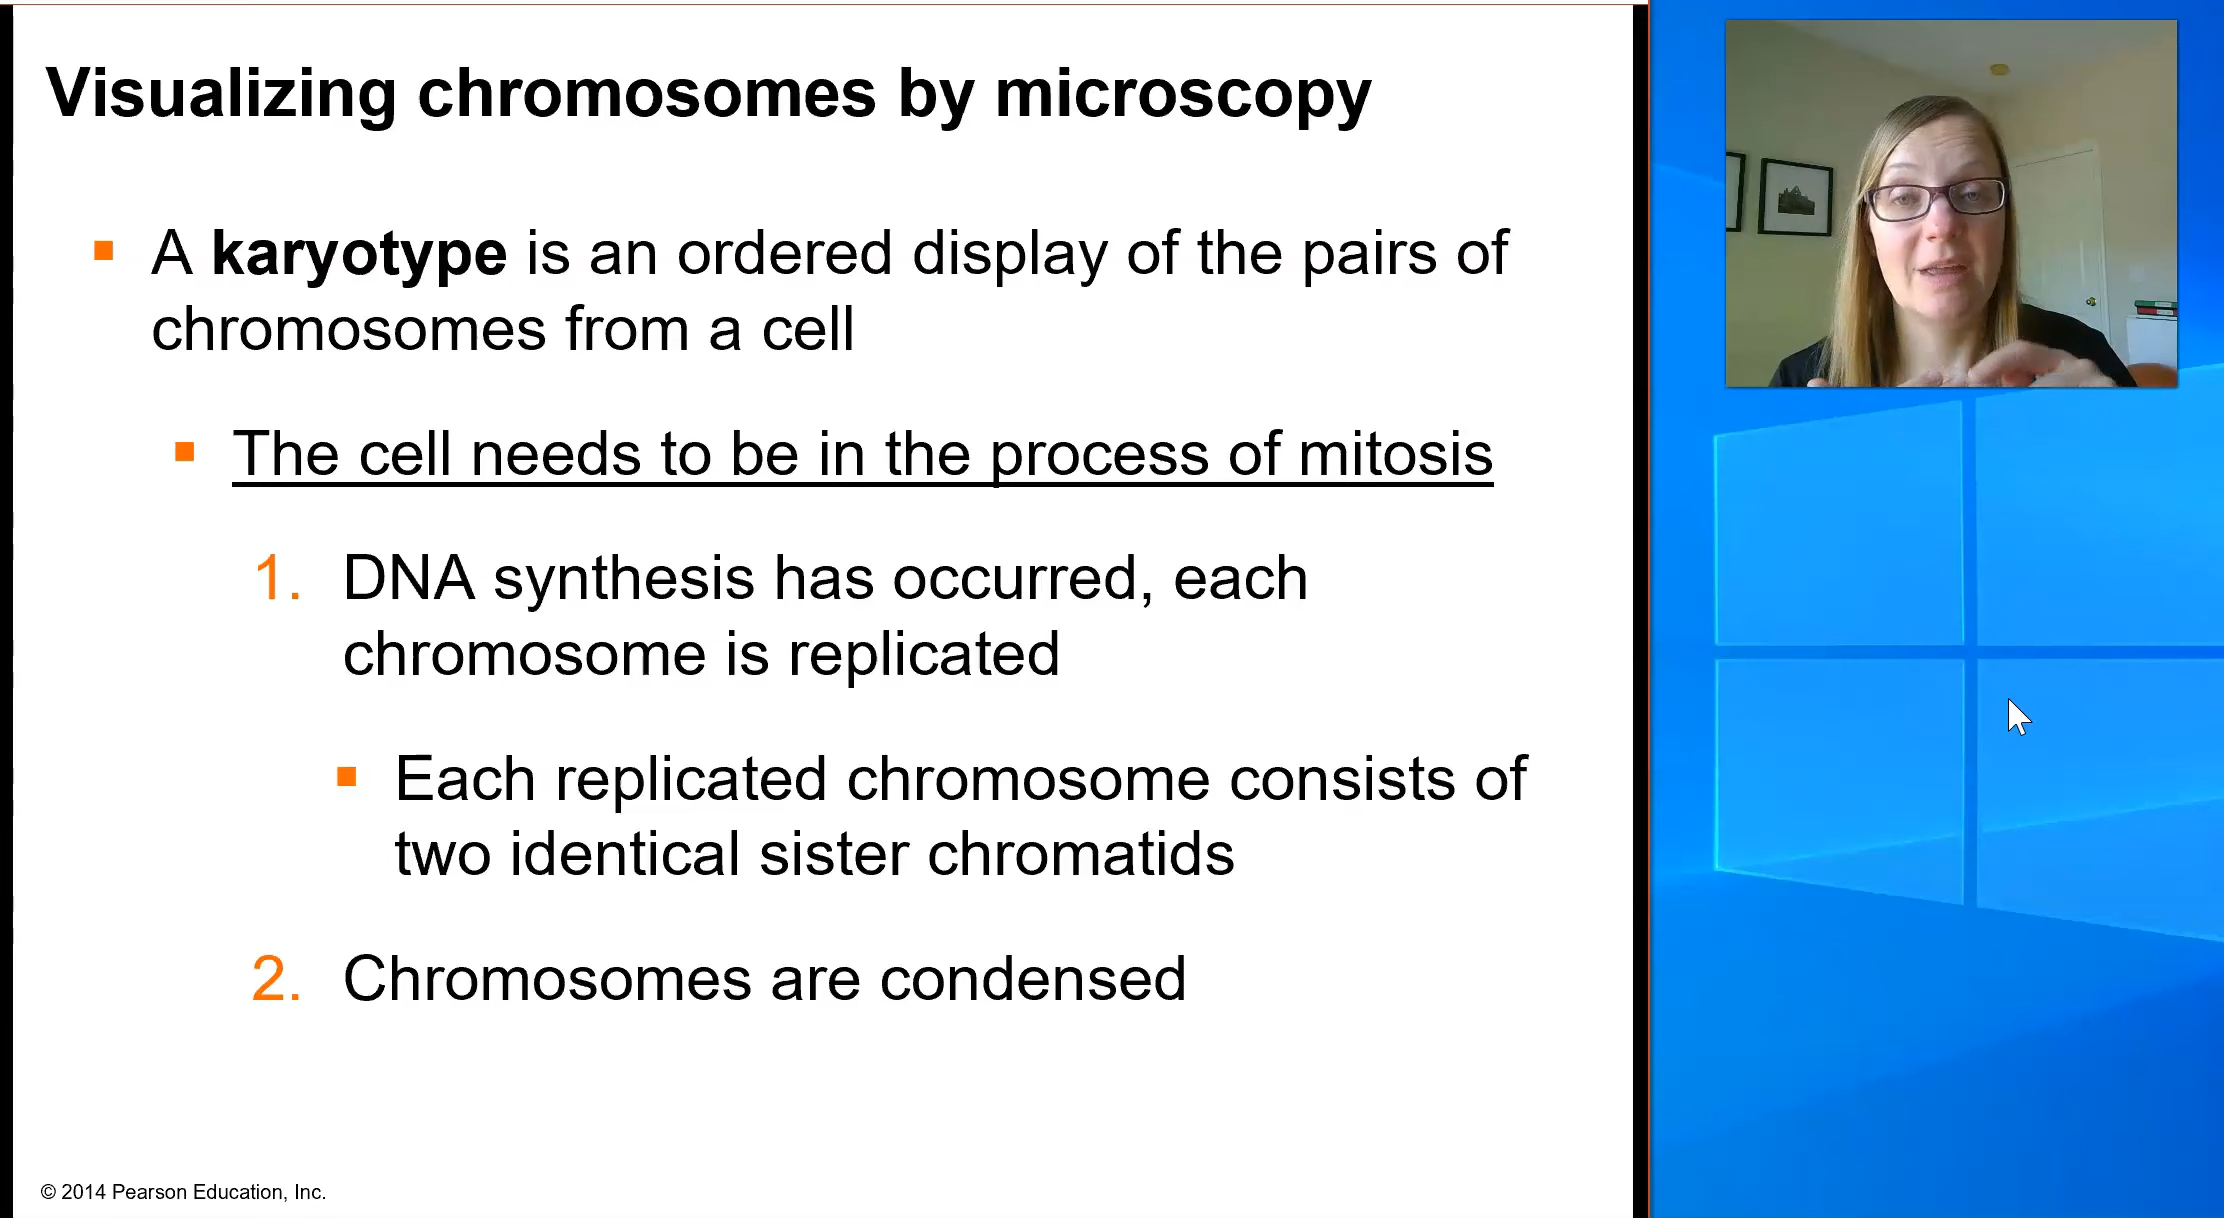 Visualizing chromosomes by microscopy
▪ A karyotype is an ordered display of the pairs of
chromosomes from a cell
▪ The cell needs to be in the process of mitosis
1. DNA synthesis has occurred, each
chromosome is replicated
▪ Each replicated chromosome consists of
two identical sister chromatids
2. Chromosomes are condensed
© 2014 Pearson Education, Inc.